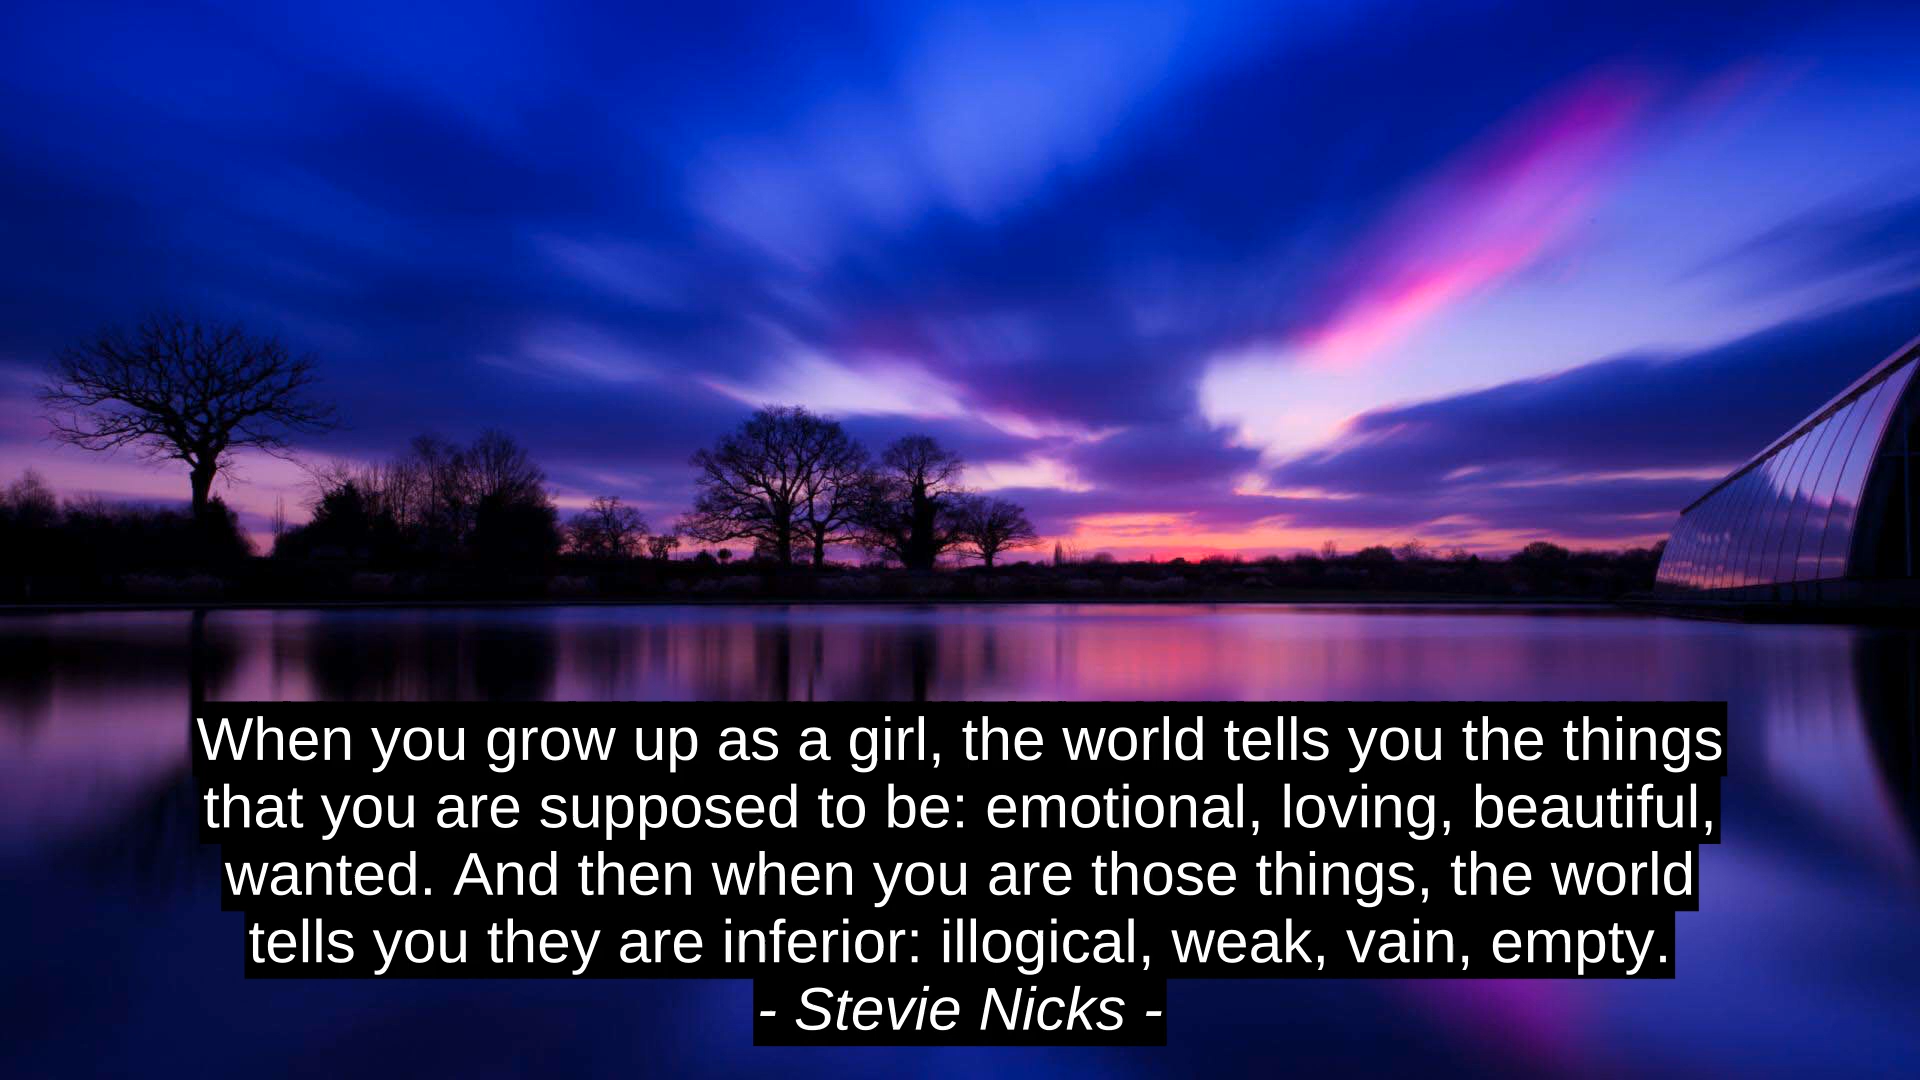 When you grow up as a girl, the world tells you the things
that you are supposed to be: emotional, loving, beautiful,
wanted. And then when you are those things, the world
tells you they are inferior: illogical, weak, vain, empty.
- Stevie Nicks -